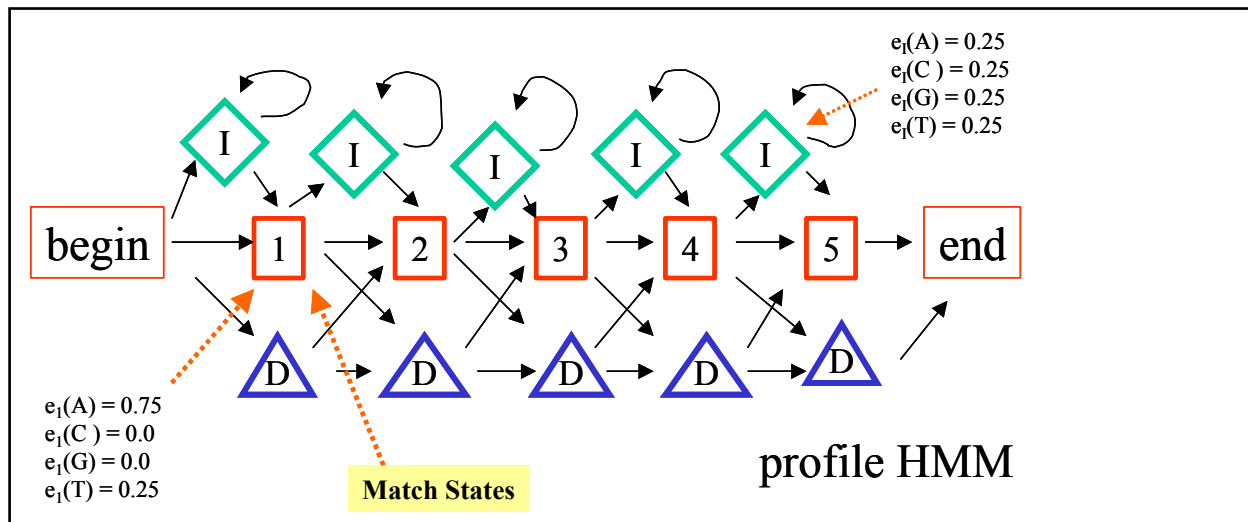 e_I(A) = 0.25
e_I(C ) = 0.25
e_I(G) = 0.25
e_I(T) = 0.25
I
I
I
I
I
begin
1
2
3
4
5
end
D
D
D
D
D
e_1(A) = 0.75
e_1(C ) = 0.0
e_1(G) = 0.0
e_1(T) = 0.25
Match States
profile HMM